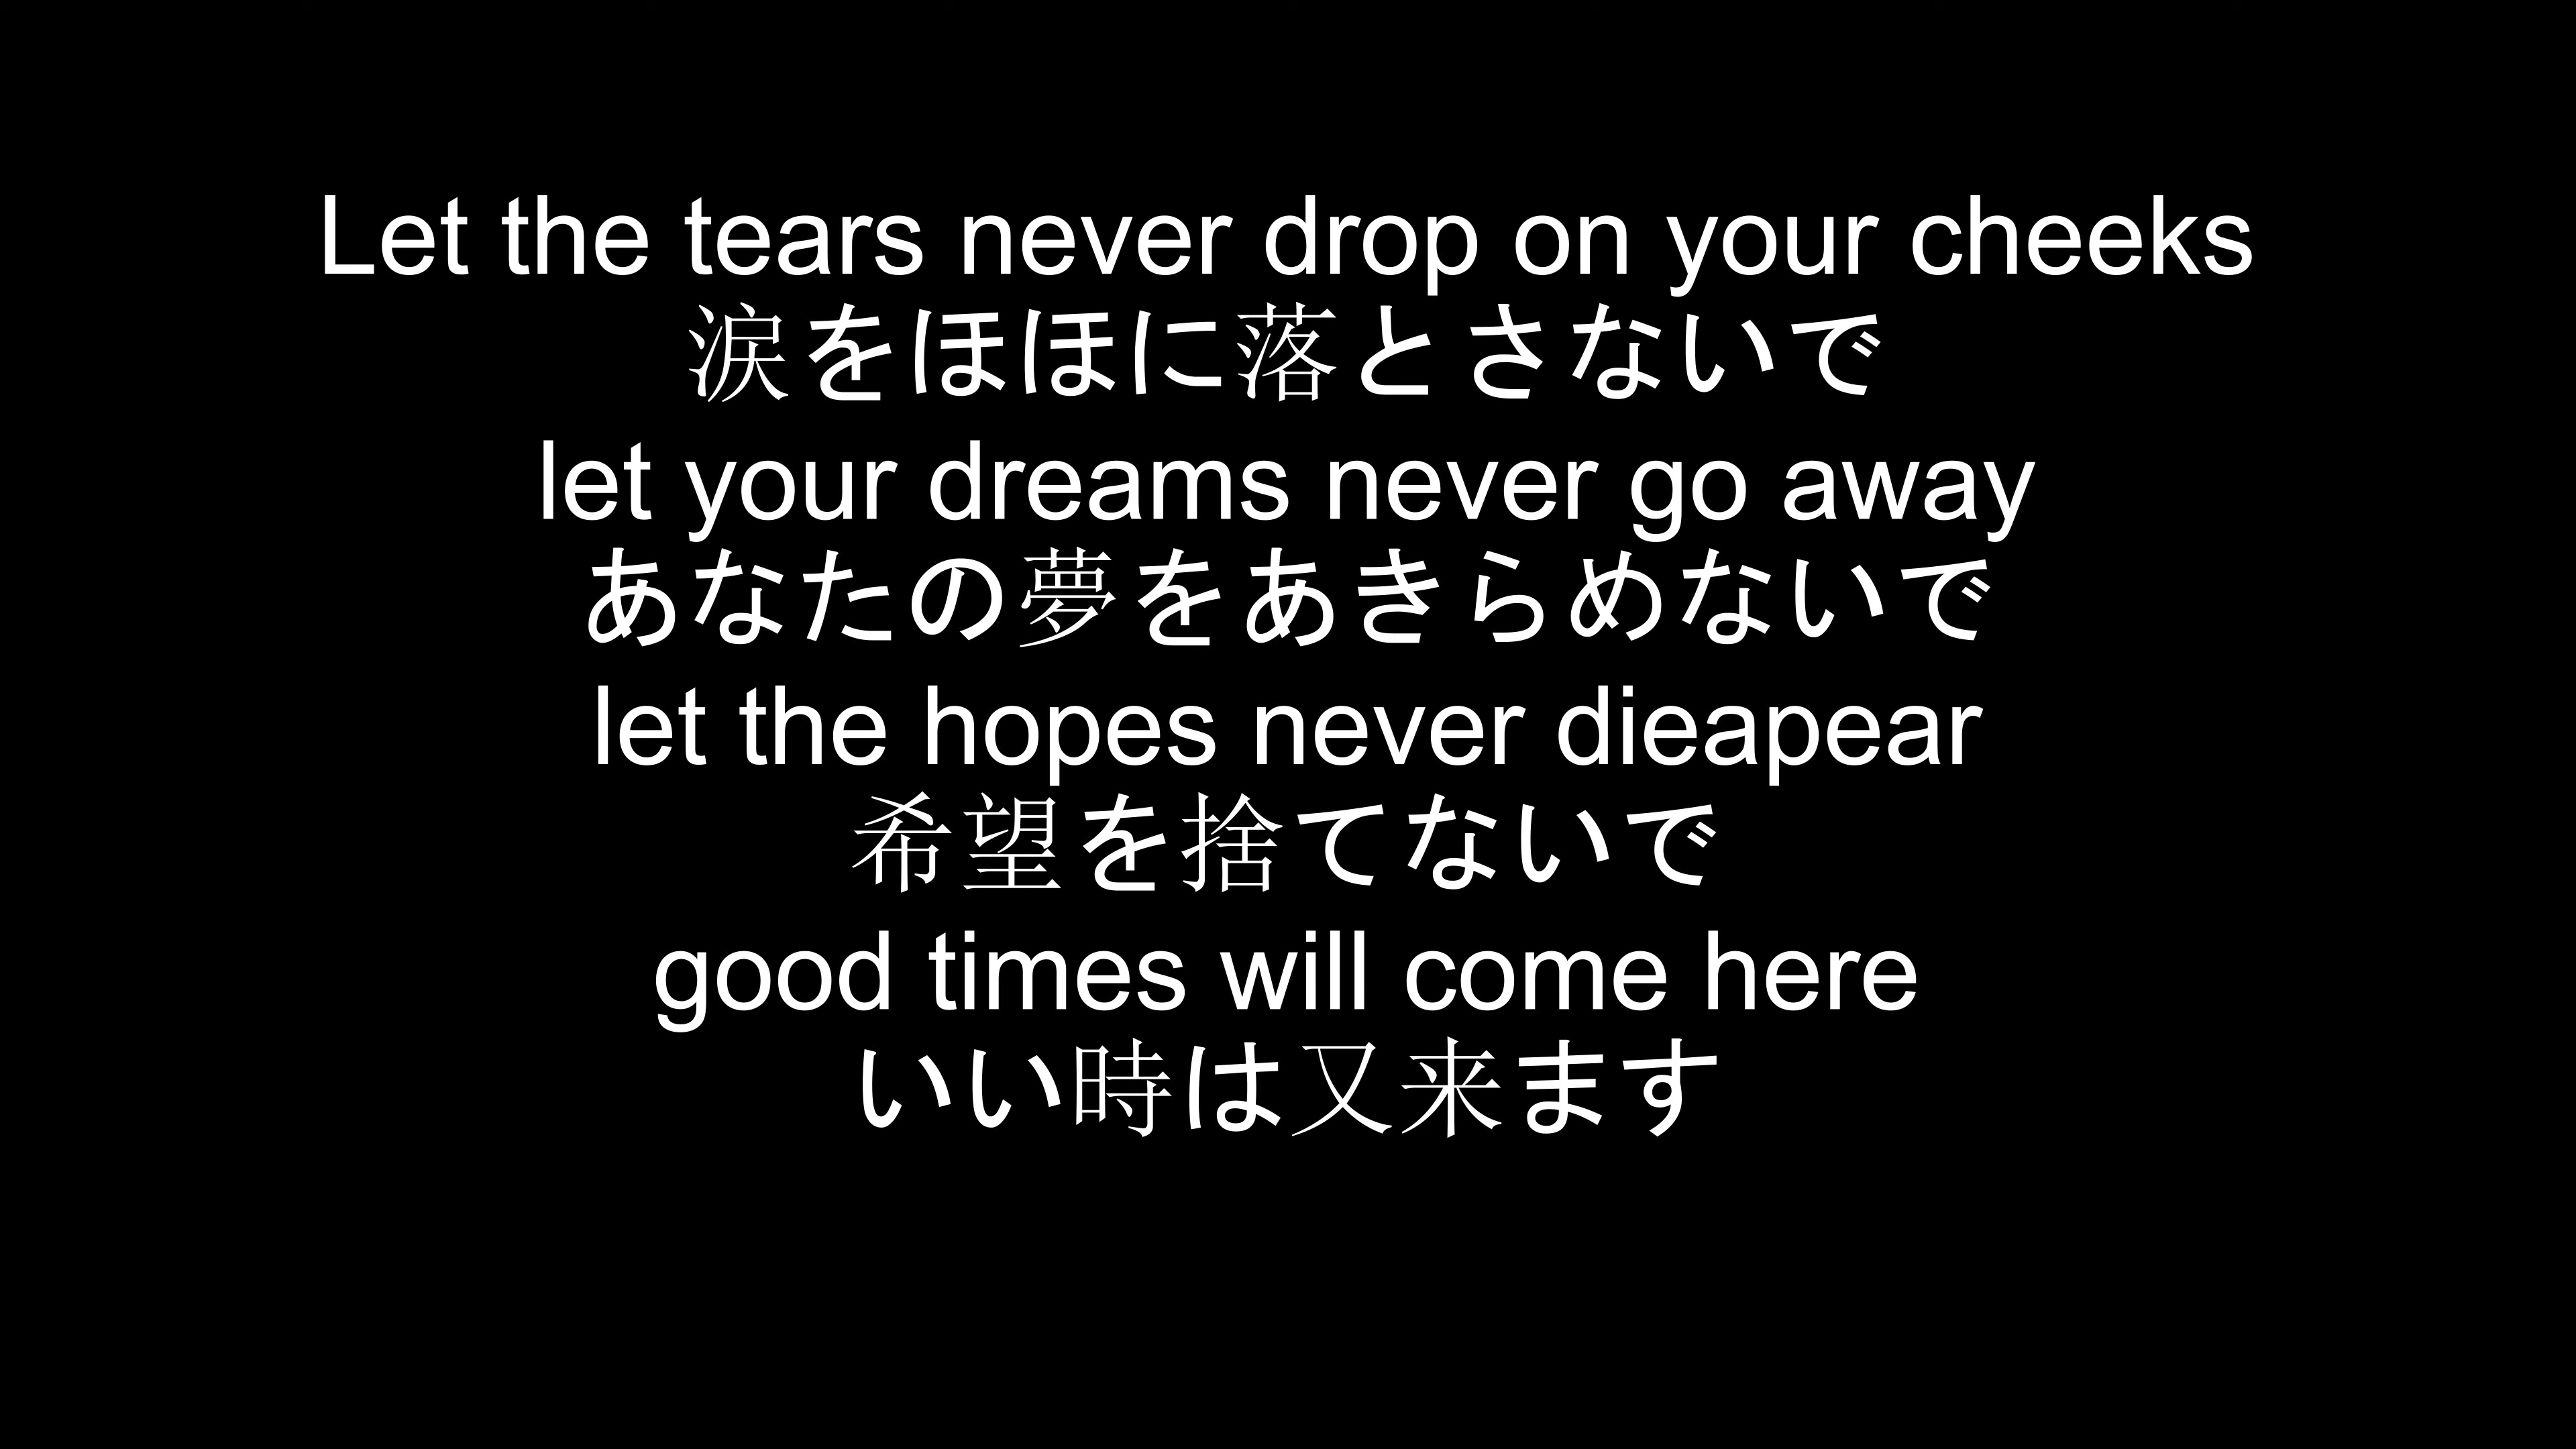 Let the tears never drop on your cheeks
涙をほほに落とさないで
let your dreams never go away
あなたの夢をあきらめないで
let the hopes never dieapear
希望を捨てないで
good times will come here
いい時は又来ます